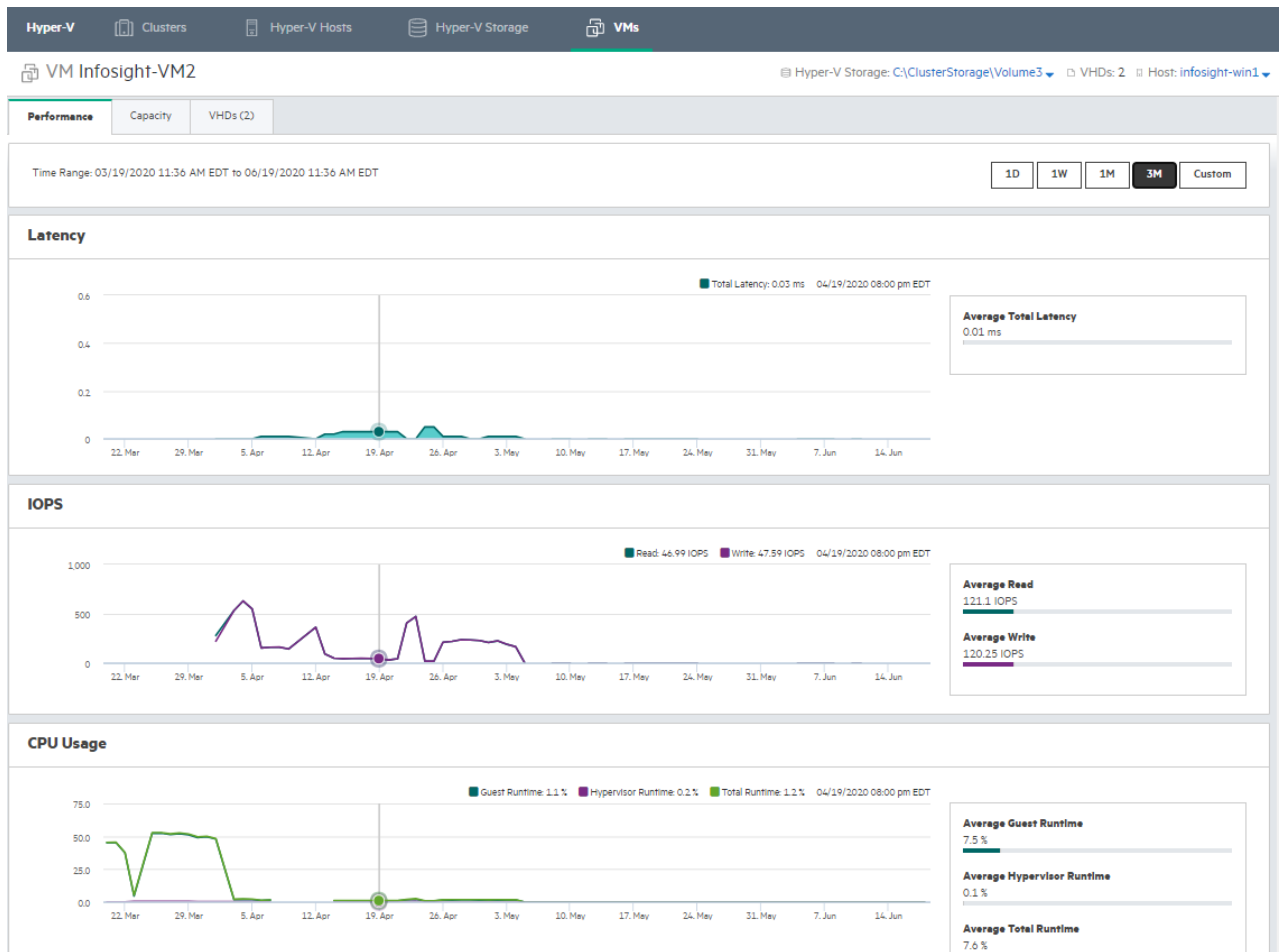 Hyper-V Clusters Hyper-V Hosts Hyper-V Storage VMs
VM Infosight-VM2 Hyper-V Storage: C:\ClusterStorage\Volume3 VHDs: 2 Host: infosight-win1
Performance Capacity VHDs (2)
Time Range: 03/19/2020 11:36 AM EDT to 06/19/2020 11:36 AM EDT 1D 1W 1M 3M Custom
Latency
Total Latency: 0.03 ms 04/19/2020 08:00 pm EDT
0.6
0.4
0.2
0
22. Mar 29. Mar 5. Apr 12. Apr 19. Apr 26. Apr 3. May 10. May 17. May 24. May 31. May 7. Jun 14. Jun
Average Total Latency
0.01 ms
IOPS
Read: 46.99 IOPS Write: 47.59 IOPS 04/19/2020 08:00 pm EDT
1,000
500
0
22. Mar 29. Mar 5. Apr 12. Apr 19. Apr 26. Apr 3. May 10. May 17. May 24. May 31. May 7. Jun 14. Jun
Average Read
121.1 IOPS
Average Write
120.25 IOPS
CPU Usage
Guest Runtime: 1.1 % Hypervisor Runtime: 0.2 % Total Runtime: 1.2 % 04/19/2020 08:00 pm EDT
75.0
50.0
25.0
0.0
22. Mar 29. Mar 5. Apr 12. Apr 19. Apr 26. Apr 3. May 10. May 17. May 24. May 31. May 7. Jun 14. Jun
Average Guest Runtime
7.5 %
Average Hypervisor Runtime
0.1 %
Average Total Runtime
7.6 %